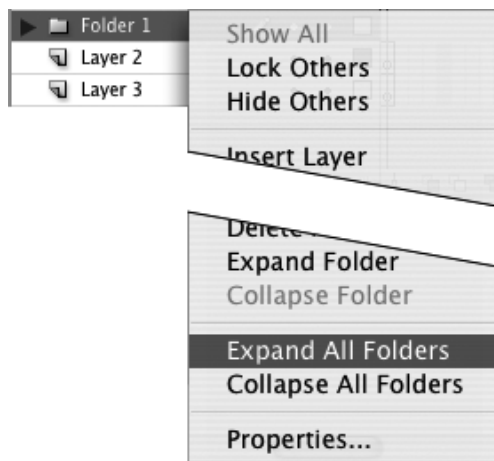 Folder 1
Layer 2
Layer 3
Show All
Lock Others
Hide Others
Insert Layer
Delete
Expand Folder
Collapse Folder
Expand All Folders
Collapse All Folders
Properties...